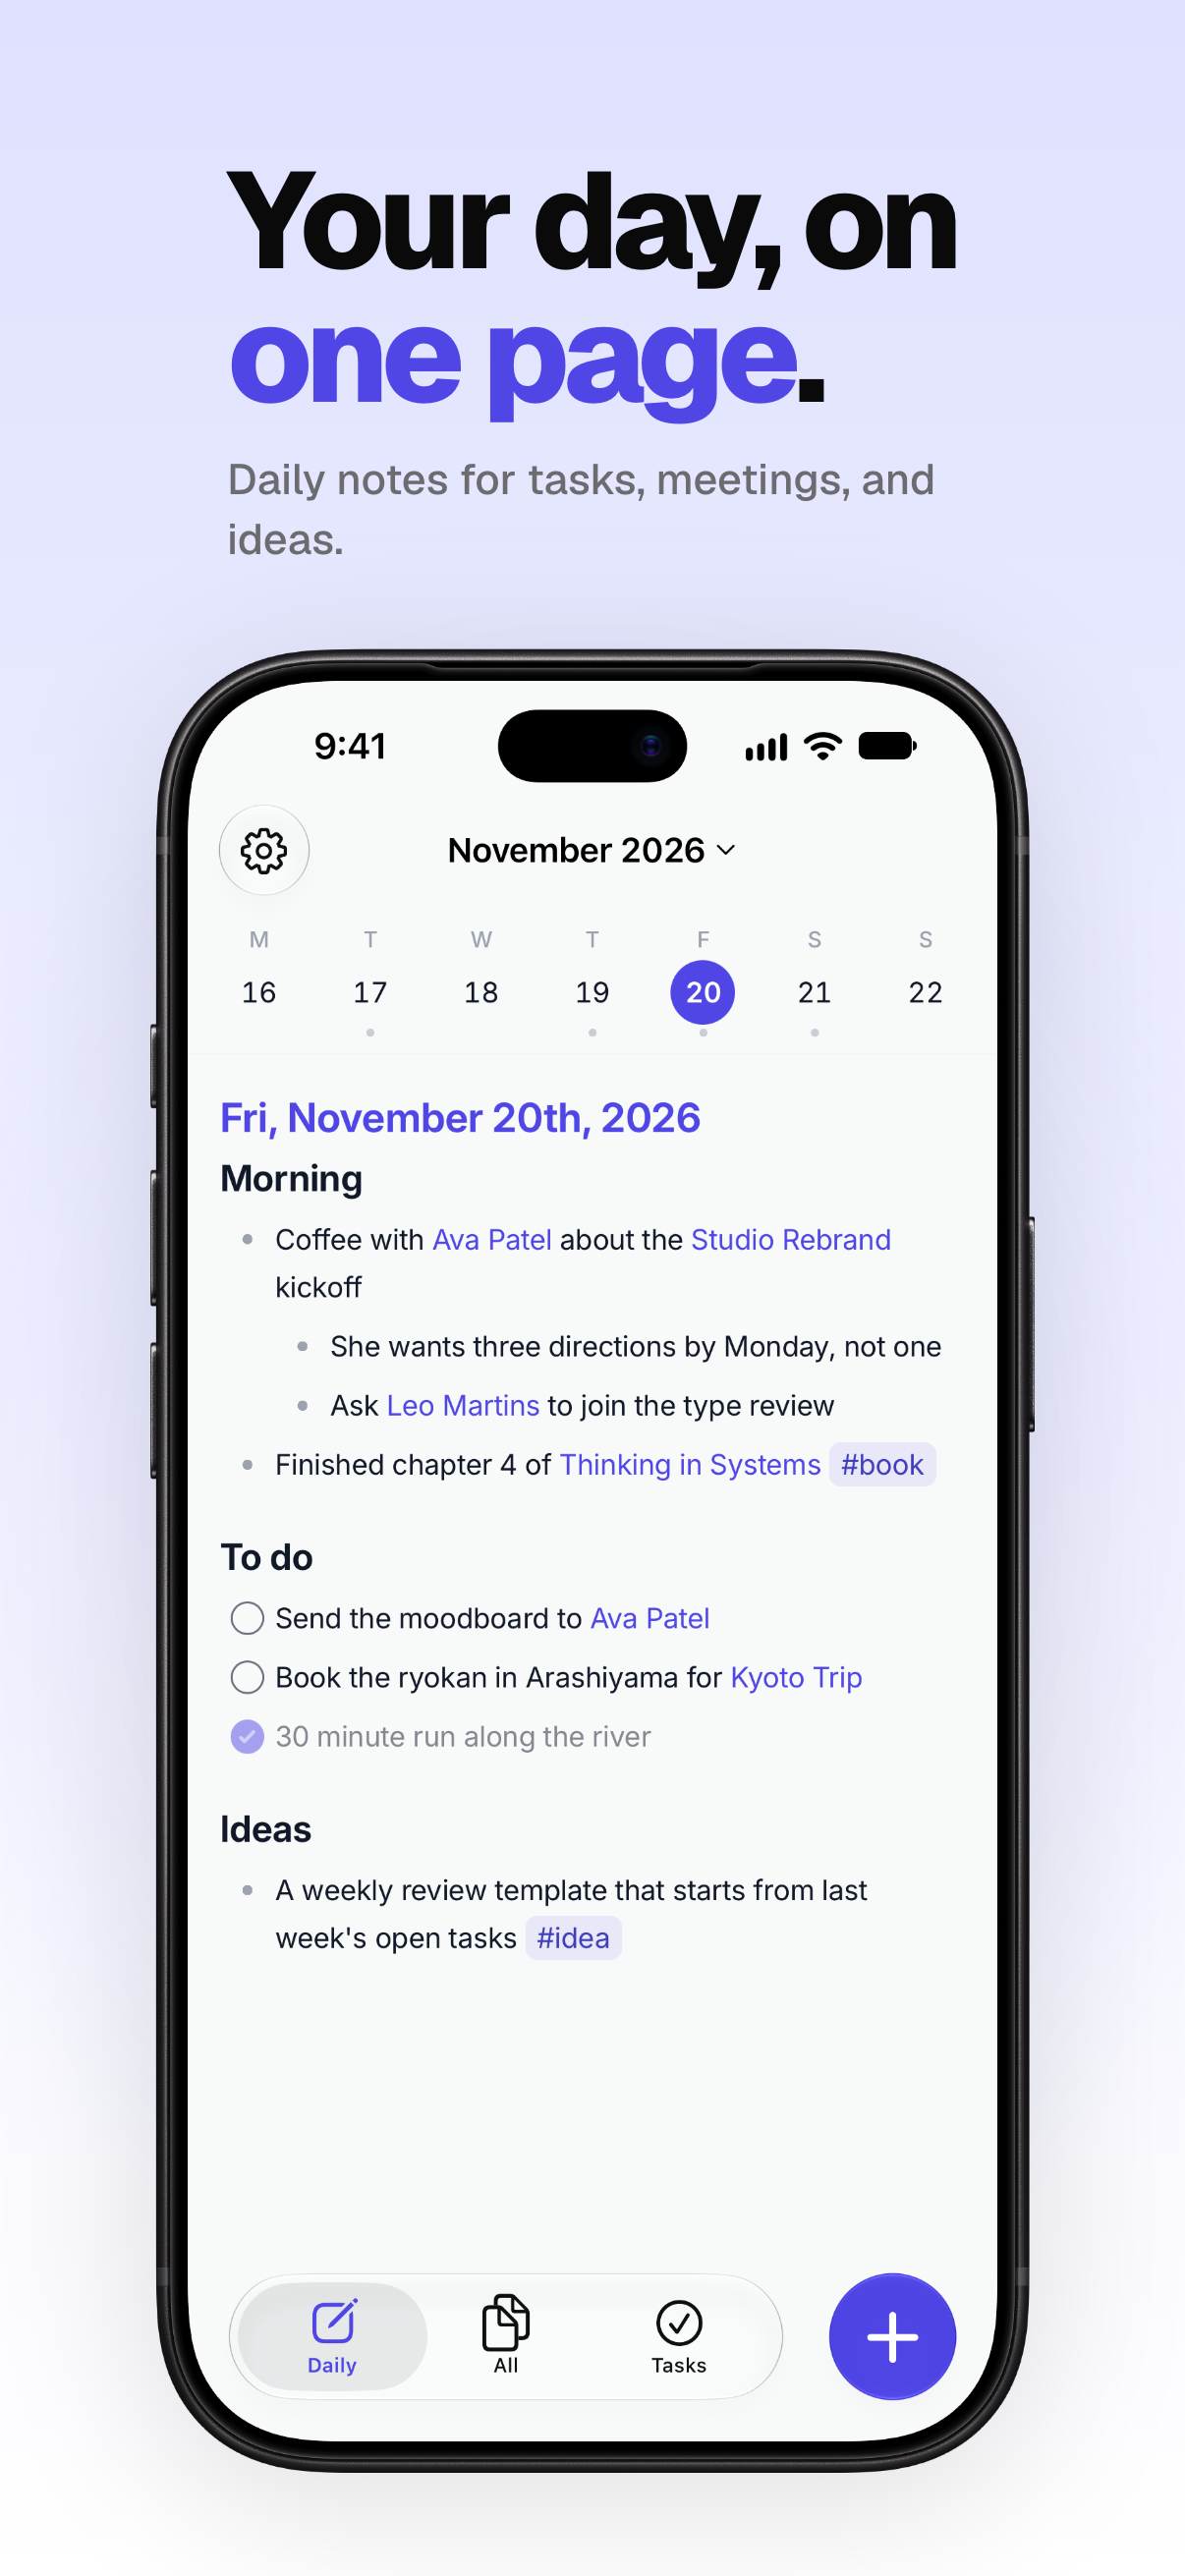 Your day, on
one page.
Daily notes for tasks, meetings, and
ideas.
9:41
November 2026
M T W T F S S
16 17 18 19 20 21 22
Fri, November 20th, 2026
Morning
Coffee with Ava Patel about the Studio Rebrand
kickoff
She wants three directions by Monday, not one
Ask Leo Martins to join the type review
Finished chapter 4 of Thinking in Systems #book
To do
Send the moodboard to Ava Patel
Book the ryokan in Arashiyama for Kyoto Trip
30 minute run along the river
Ideas
A weekly review template that starts from last
week's open tasks #idea
Daily All Tasks